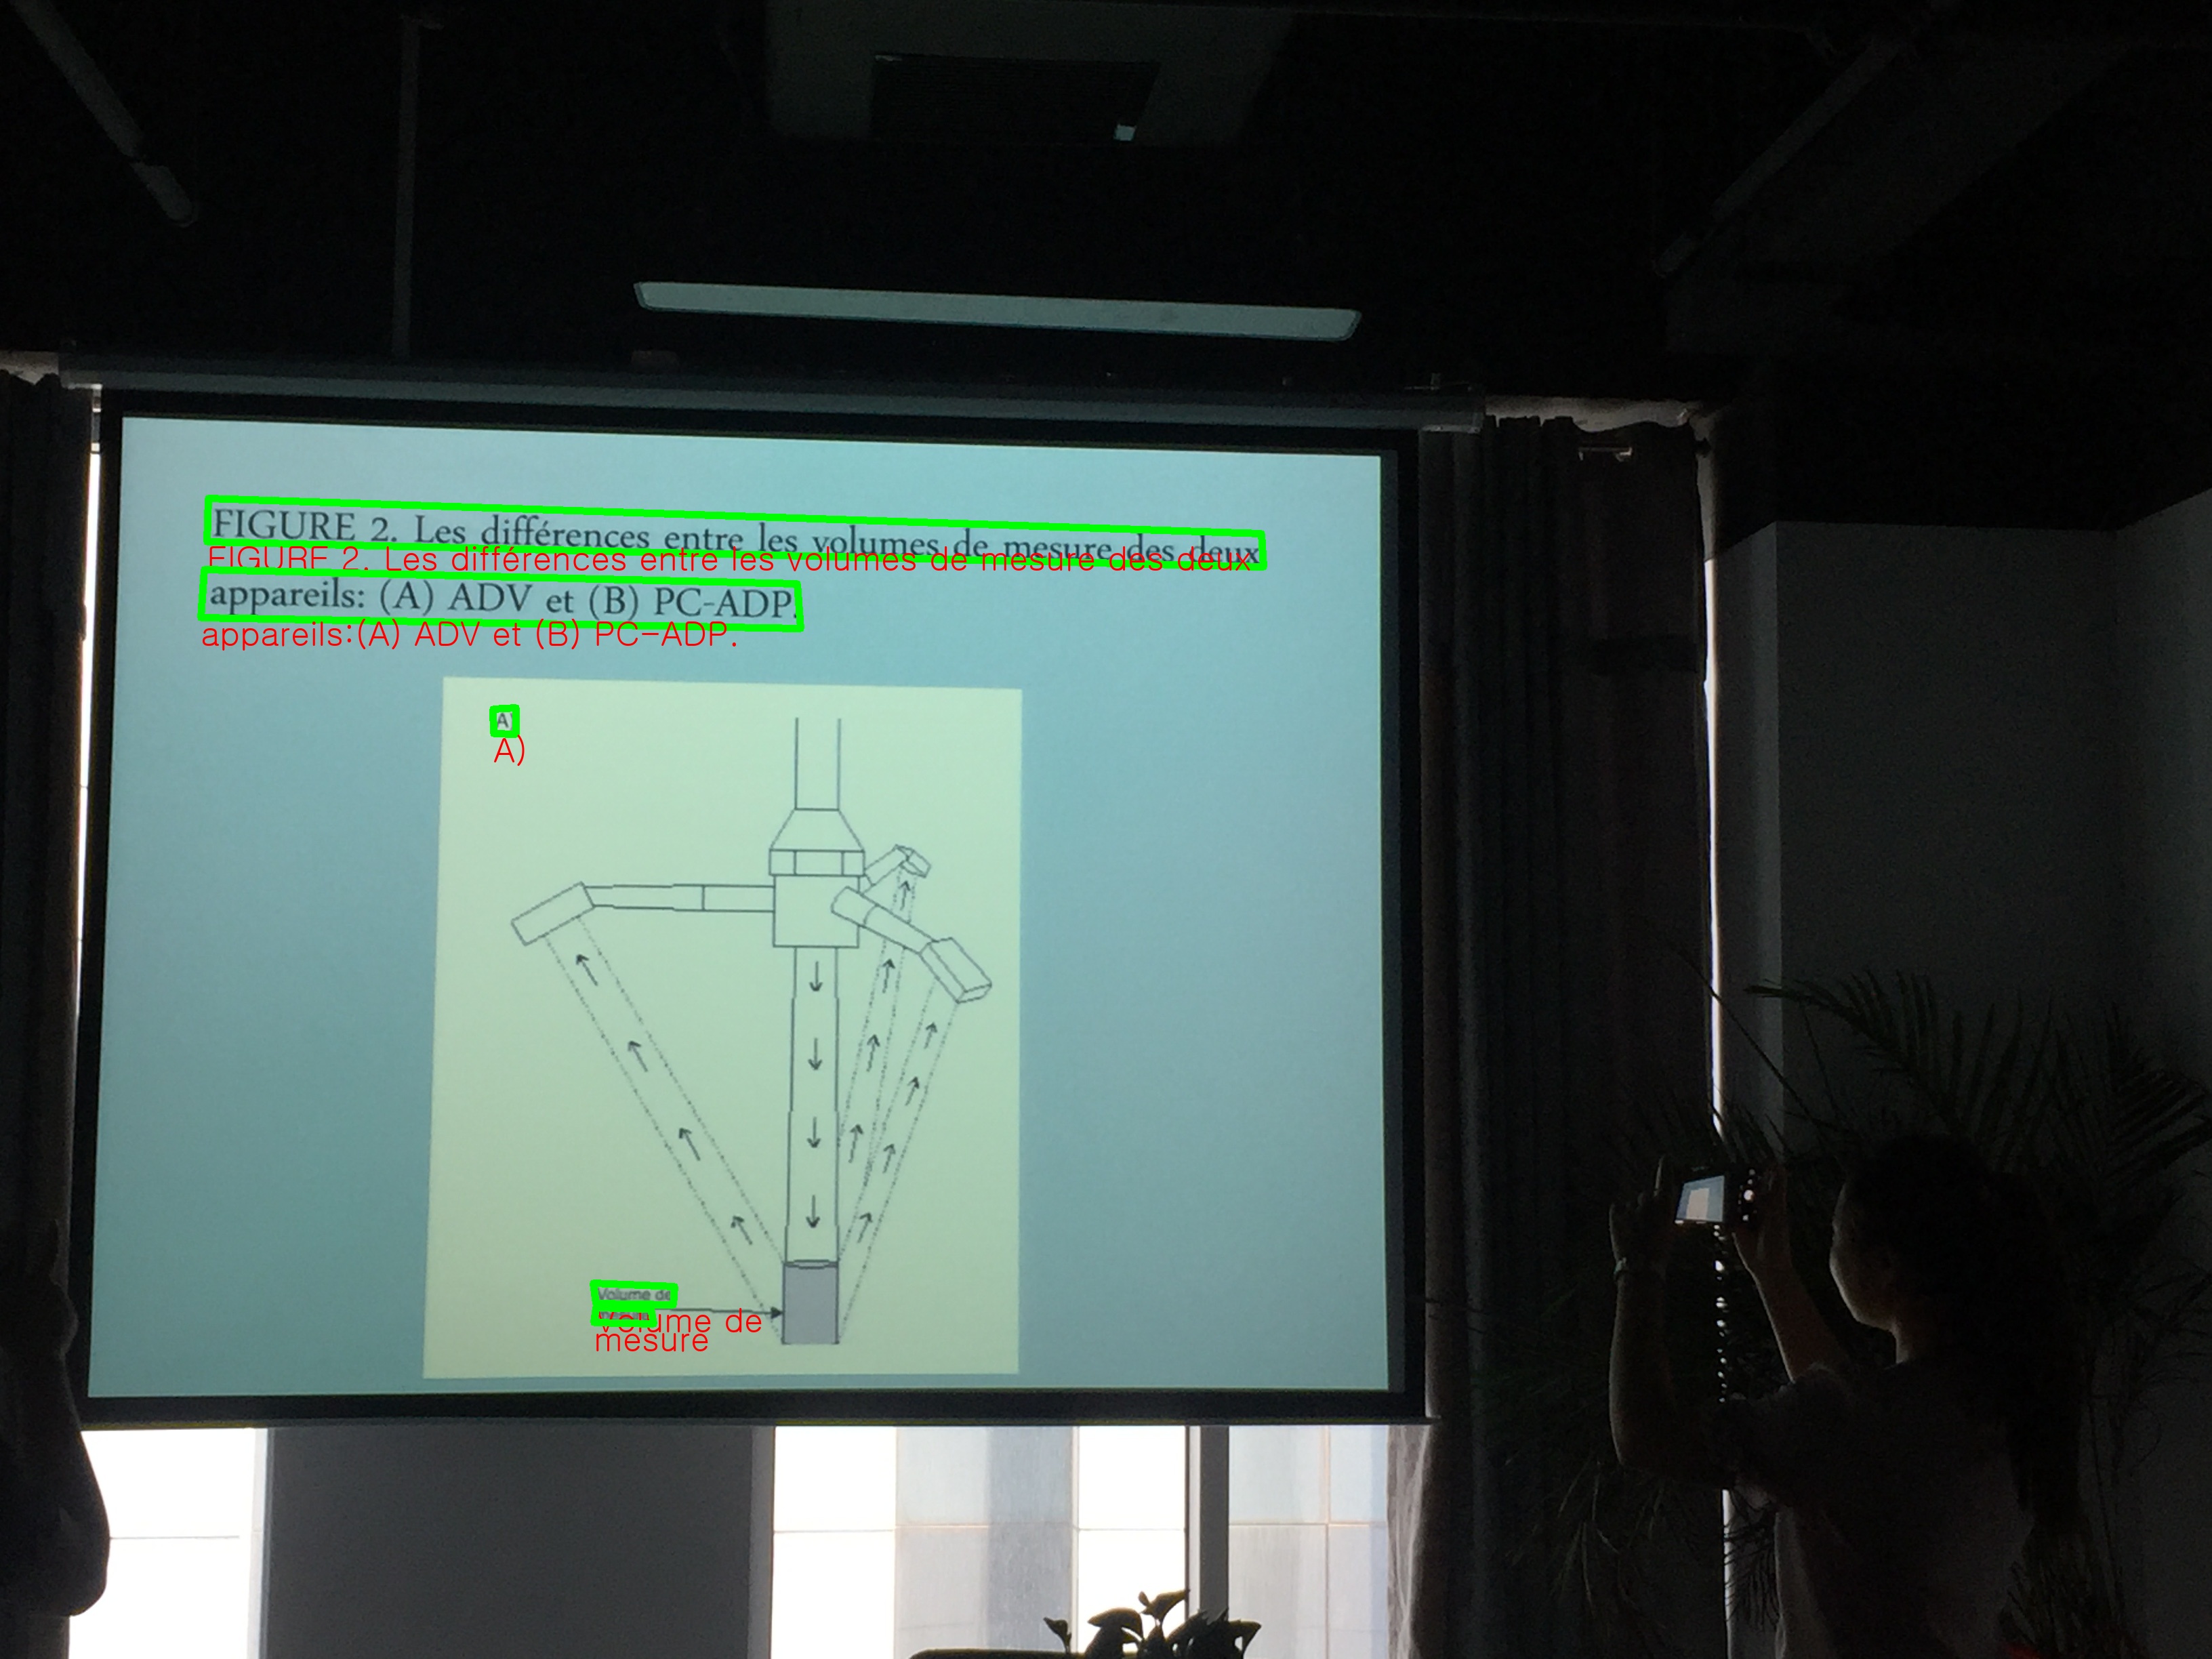 FIGURE 2. Les différences entre les volumes de mesure des deux
FIGURE 2. Les différences entre les volumes de mesure des deux
appareils: (A) ADV et (B) PC-ADP.
appareils:(A) ADV et (B) PC-ADP.
A)
A)
Volume de
Volume de
mesure